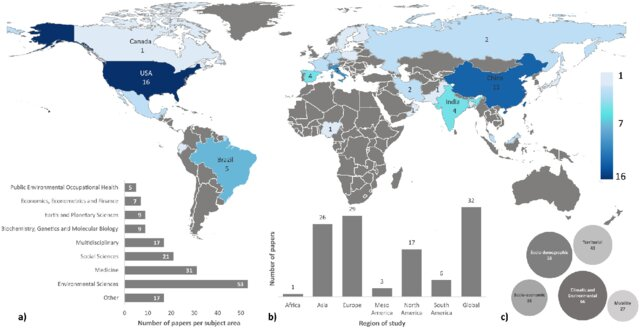 Canada
1
USA
16
Brazil
5
4
1
2
2
China
11
India
4
1
7
16
Public Environmental Occupational Health 5
Economics, Econometrics and Finance 7
Earth and Planetary Sciences 9
Biochemistry, Genetics and Molecular Biology 9
Multidisciplinary 17
Social Sciences 21
Medicine 31
Environmental Sciences 53
Other 17
0 10 20 30 40 50
Number of papers per subject area
a)
Number of papers
1 26 29 3 17 6 32
Africa Asia Europe Meso America North America South America Global
Region of study
b)
Socio-demographic
Territorial
Socio-economic
Climatic and
Environmental
66
Mobility
27
c)